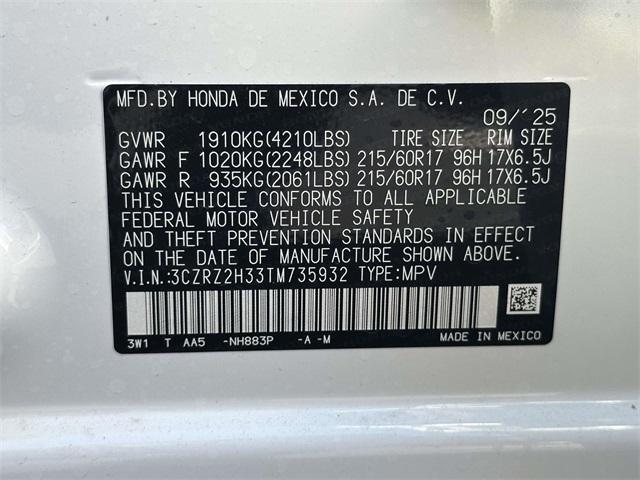 MFD.BY HONDA DE MEXICO S.A. DE C.V.
09/'25
GVWR 1910KG(4210LBS) TIRE SIZE RIM SIZE
GAWR F 1020KG(2248LBS) 215/60R17 96H 17X6.5J
GAWR R 935KG(2061LBS) 215/60R17 96H 17X6.5J
THIS VEHICLE CONFORMS TO ALL APPLICABLE
FEDERAL MOTOR VEHICLE SAFETY
AND THEFT PREVENTION STANDARDS IN EFFECT
ON THE DATE OF MANUFACTURE SHOWN ABOVE.
V.I.N.:3CZRZ2H33TM735932 TYPE:MPV
3W1 T AA5 -NH883P -A -M MADE IN MEXICO